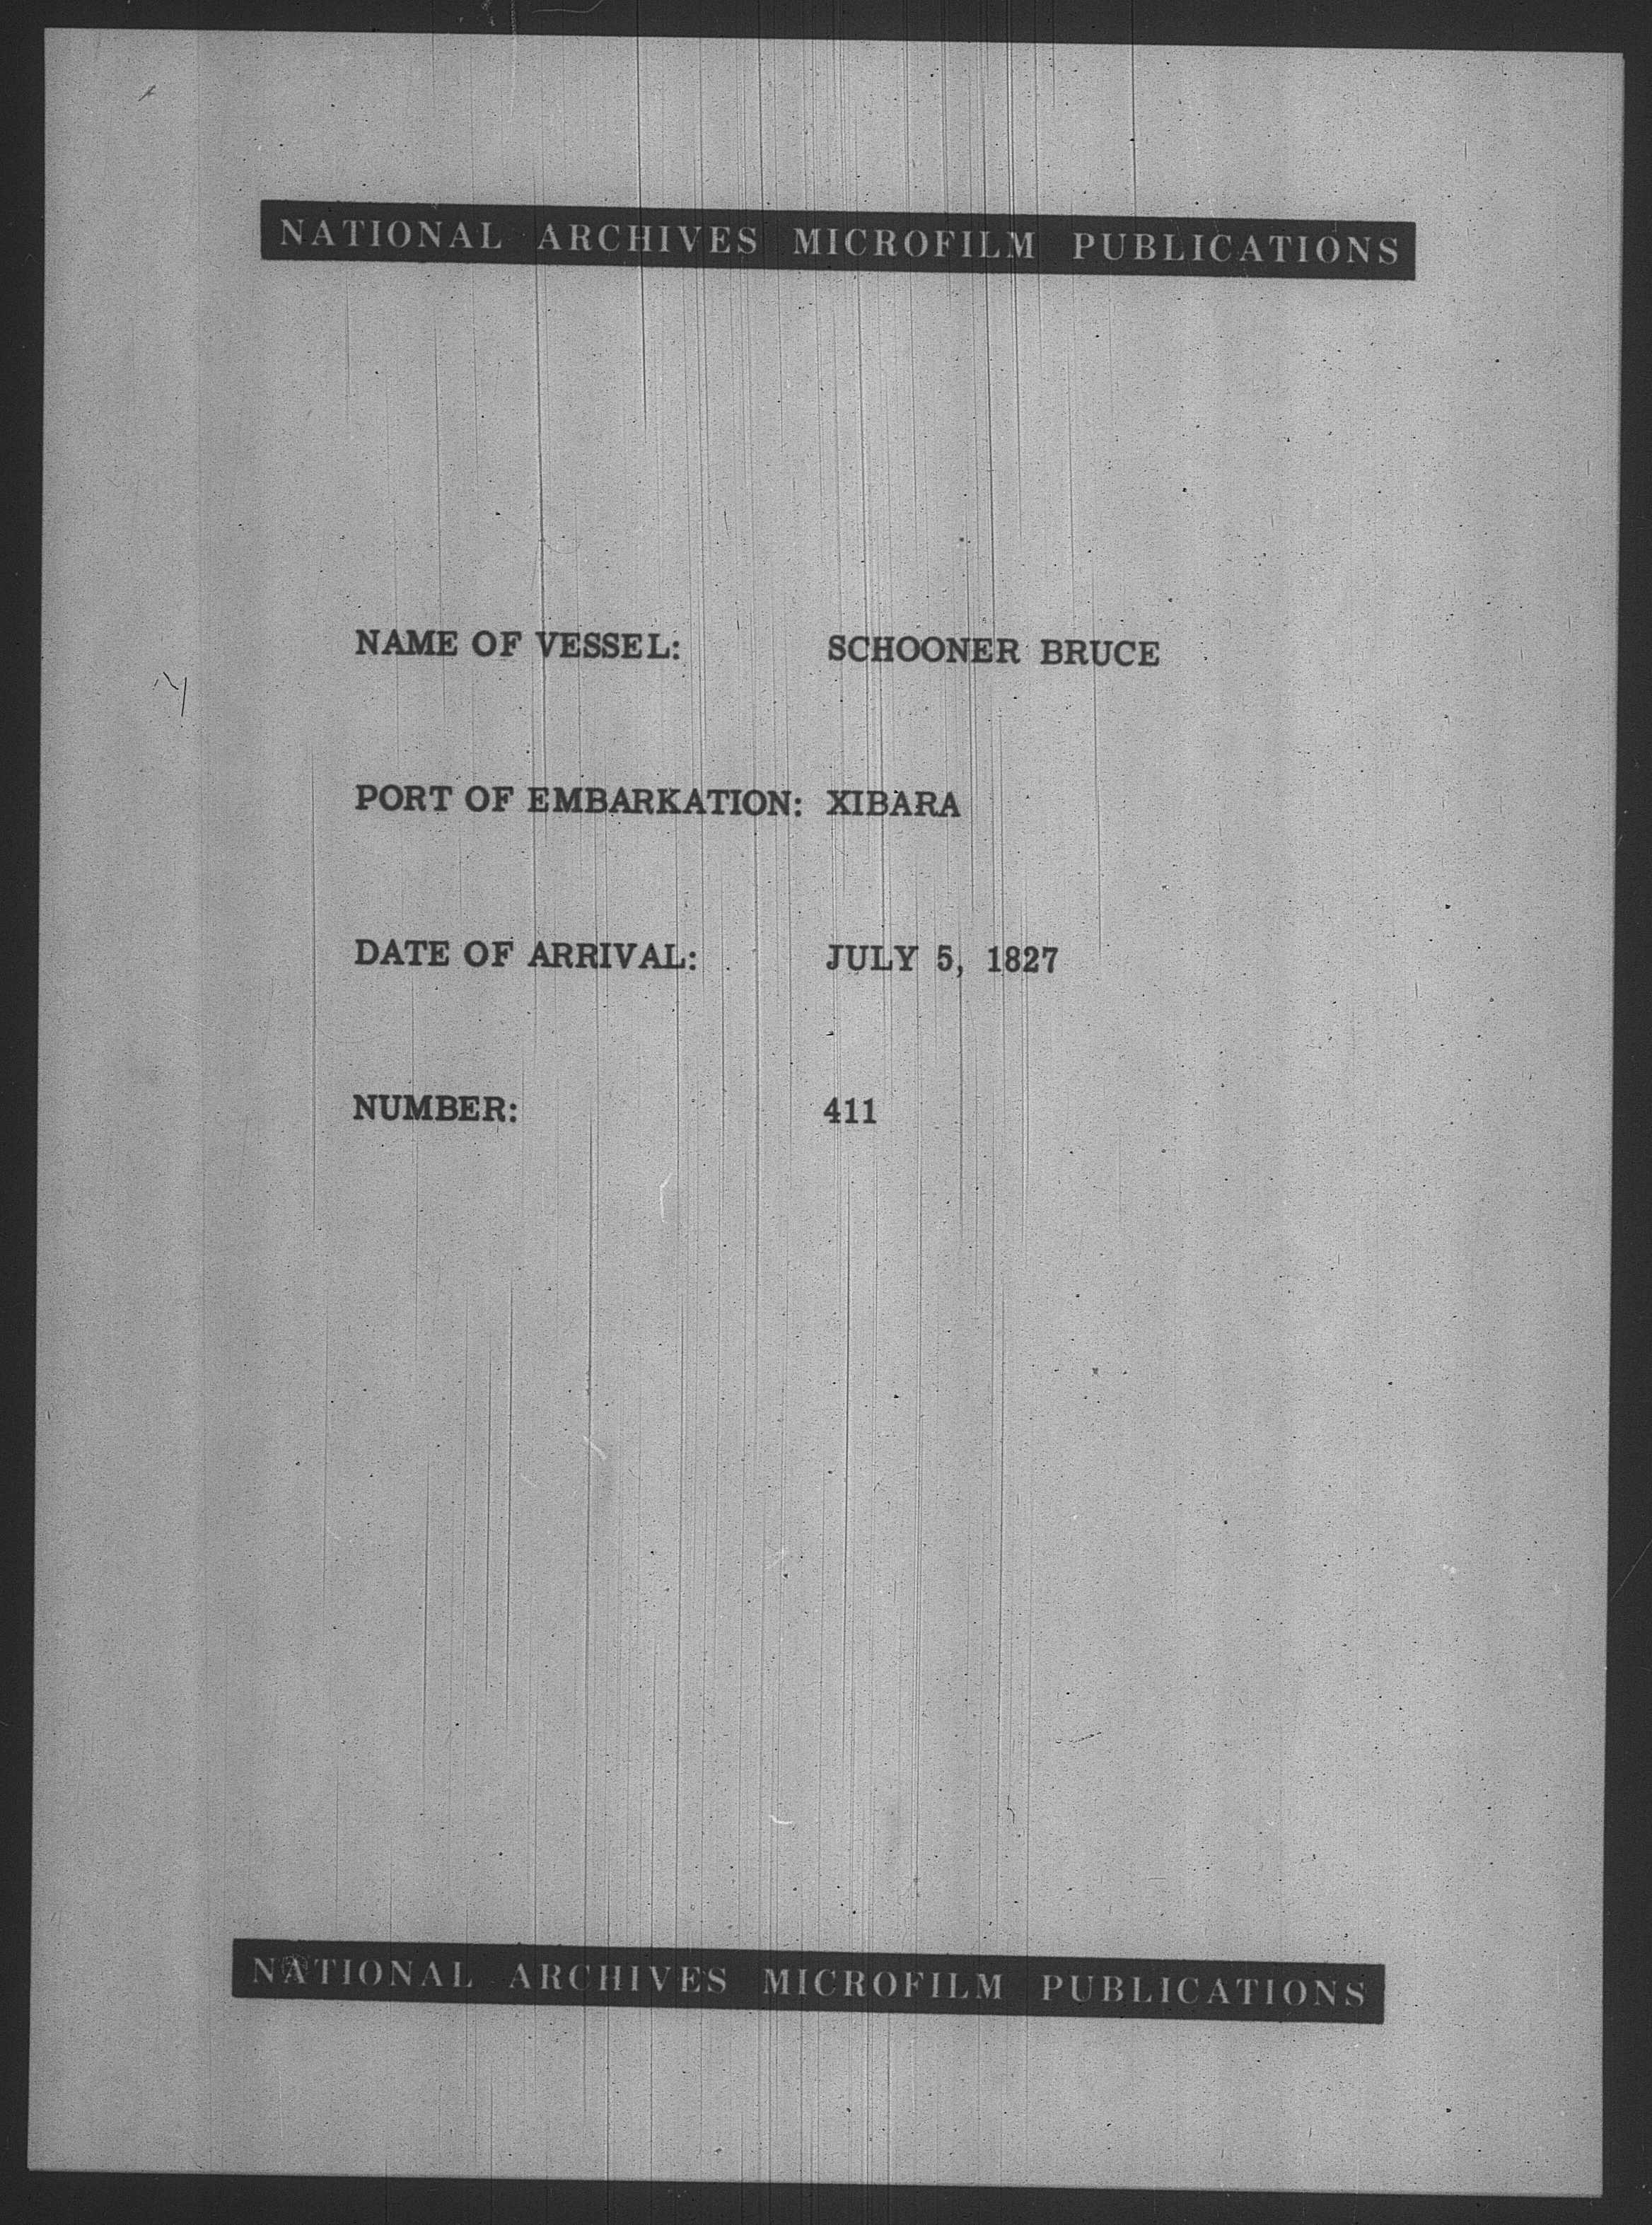 NATIONAL ARCHIVES MICROFILM PUBLICATIONS
NAME OF VESSEL: SCHOONER BRUCE
PORT OF EMBARKATION: XIBARA
DATE OF ARRIVAL: JULY 5, 1827
NUMBER: 411
NATIONAL ARCHIVES MICROFILM PUBLICATIONS